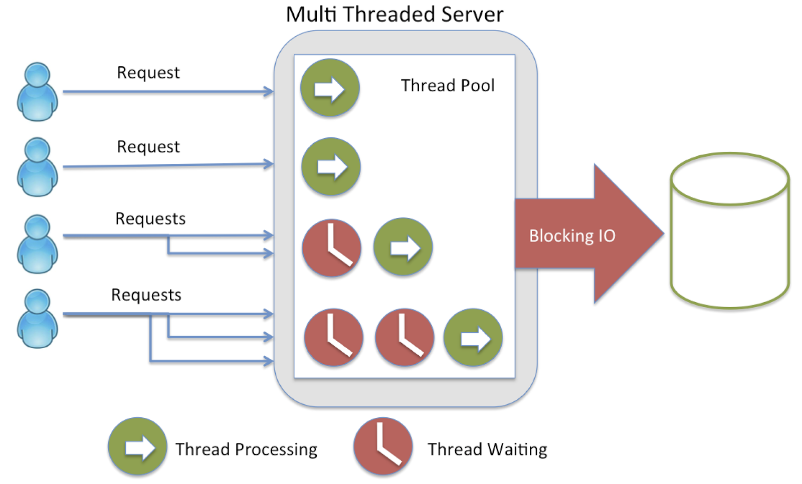 Multi Threaded Server
Request
Thread Pool
Request
Requests
Blocking IO
Requests
Thread Processing
Thread Waiting